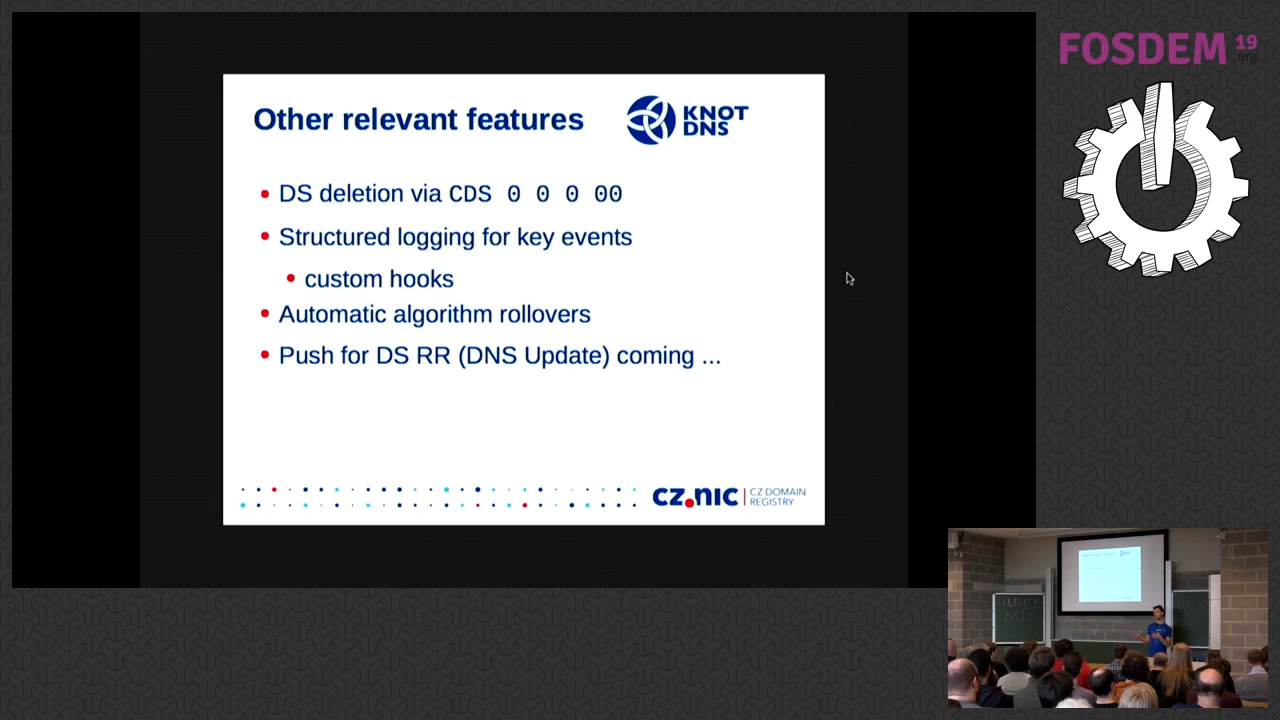 FOSDEM 19
.org
Other relevant features
KNOT
DNS
DS deletion via CDS 0 0 0 00
Structured logging for key events
custom hooks
Automatic algorithm rollovers
Push for DS RR (DNS Update) coming ...
CZ.NIC
CZ DOMAIN
REGISTRY